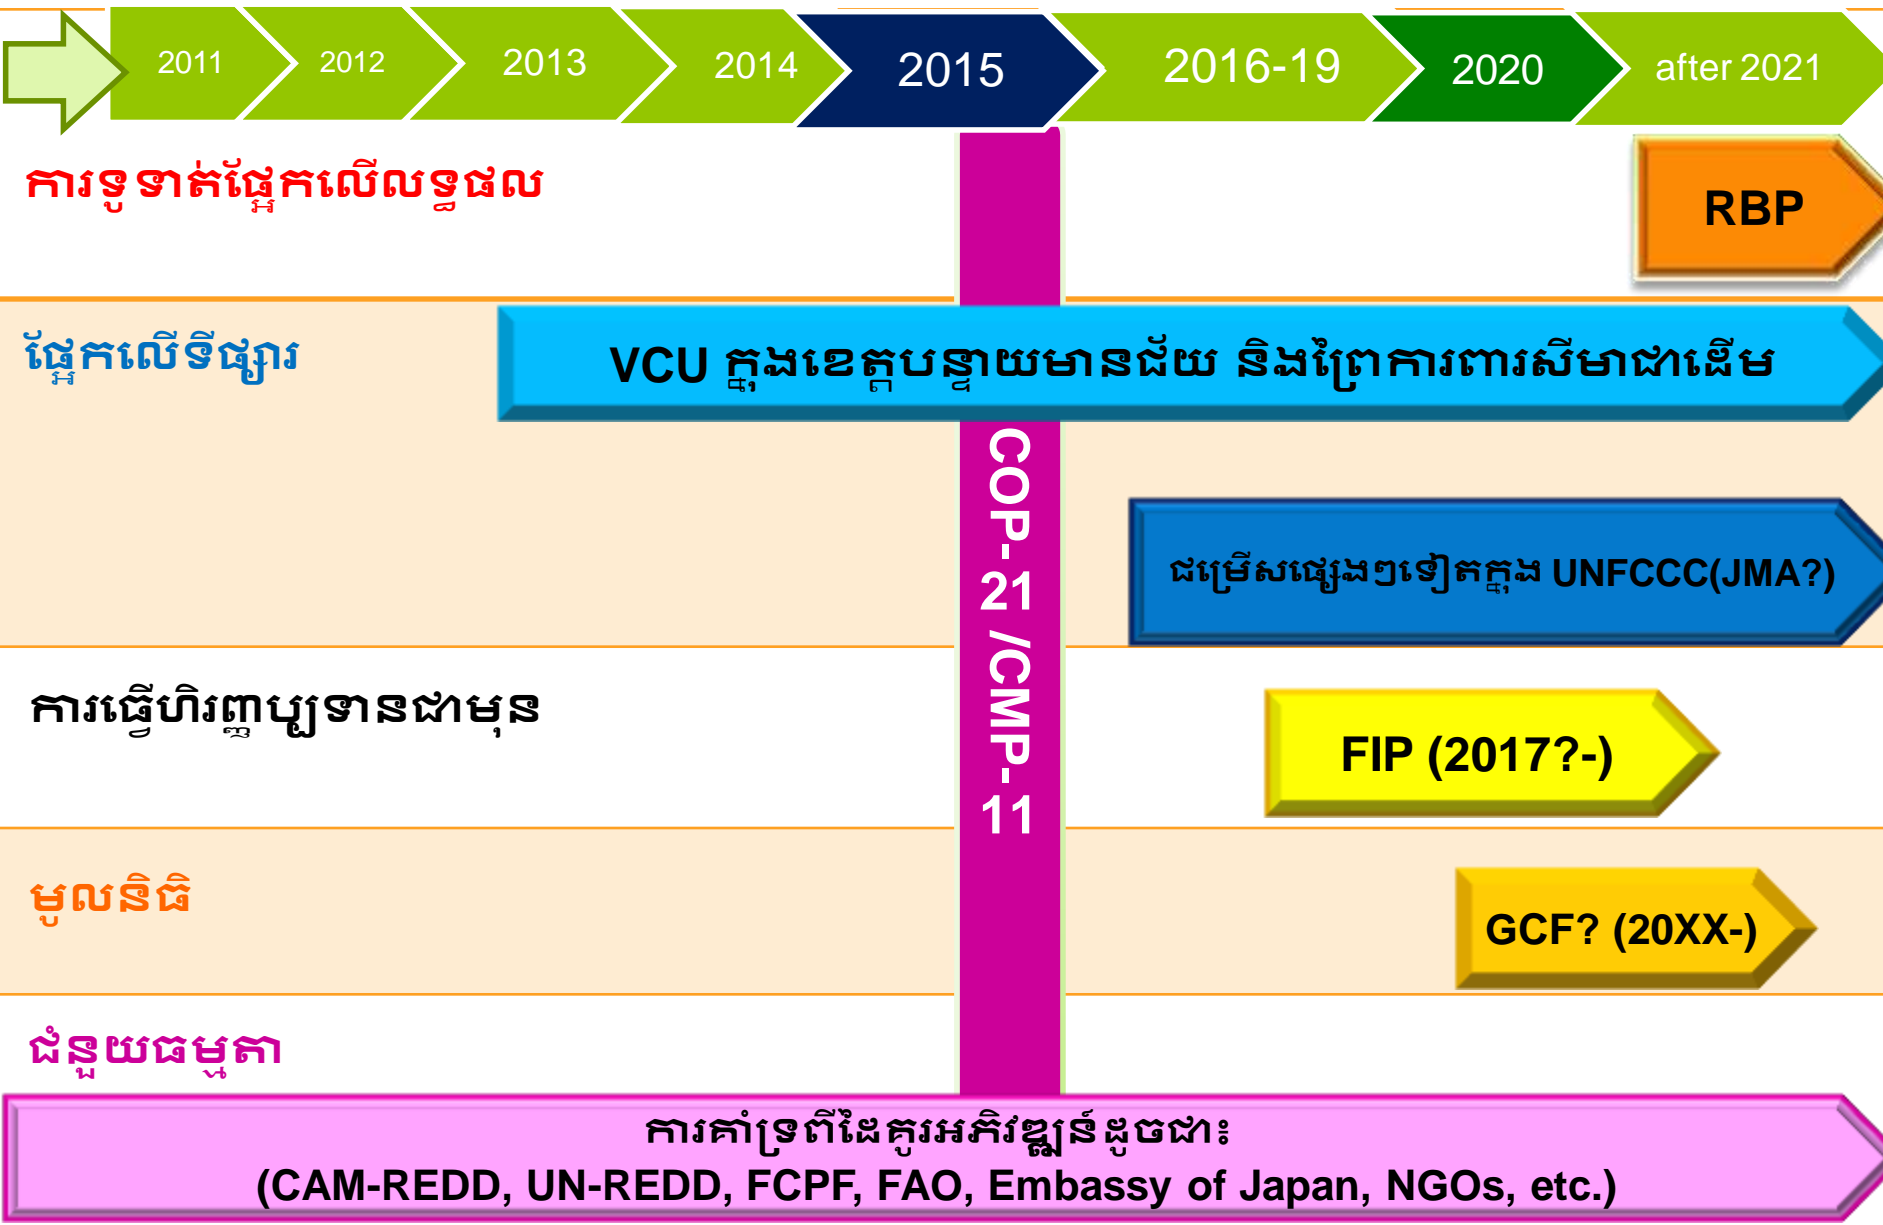 2011
2012
2013
2014
2015
2016-19
2020
after 2021
ការទូទាត់ផ្អែកលើលទ្ធផល
RBP
ផ្អែកលើទីផ្សារ
VCU ក្នុងខេត្តបន្ទាយមានជ័យ និងព្រៃការពារសីមាជាដើម
COP-21 /CMP-11
ជម្រើសផ្សេងៗទៀតក្នុង UNFCCC(JMA?)
ការធ្វើហិរញ្ញប្បទានជាមុន
FIP (2017?-)
មូលនិធិ
GCF? (20XX-)
ជំនួយធម្មតា
ការគាំទ្រពីដៃគូរអភិវឌ្ឍន៍ដូចជា៖
(CAM-REDD, UN-REDD, FCPF, FAO, Embassy of Japan, NGOs, etc.)